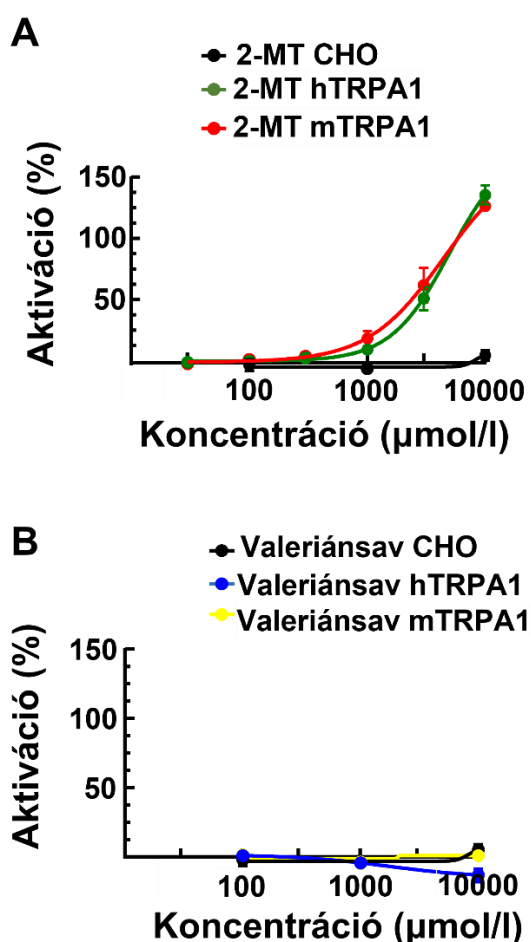 A
2-MT CHO
2-MT hTRPA1
2-MT mTRPA1
Aktiváció (%)
150
100
50
100 1000 10000
Koncentráció (µmol/l)
B
Valeriánsav CHO
Valeriánsav hTRPA1
Valeriánsav mTRPA1
Aktiváció (%)
150
100
50
100 1000 10000
Koncentráció (µmol/l)